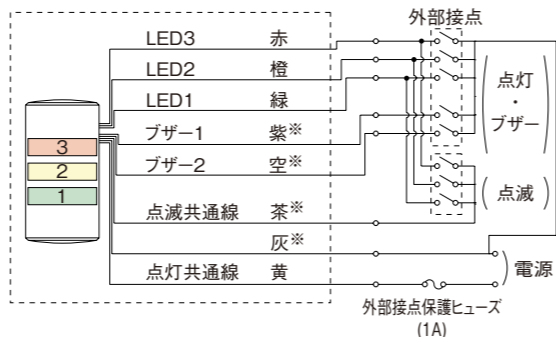 外部接点
LED3 赤
LED2 橙
LED1 緑
ブザー1 紫※
ブザー2 空※
点滅共通線 茶※
灰※
点灯共通線 黄
3
2
1
点灯
・
ブザー
点滅
電源
外部接点保護ヒューズ
(1A)